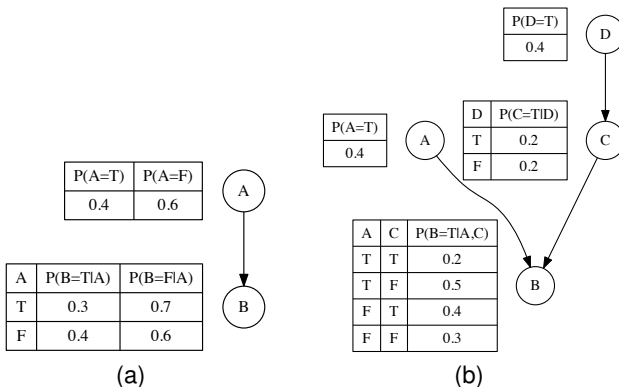 P(A=T) P(A=F)
0.4 0.6
A
A P(B=T|A) P(B=F|A)
T 0.3 0.7
F 0.4 0.6
B
(a)
P(D=T)
0.4
D
P(A=T)
0.4
A
D P(C=T|D)
T 0.2
F 0.2
C
A C P(B=T|A,C)
T T 0.2
T F 0.5
F T 0.4
F F 0.3
B
(b)